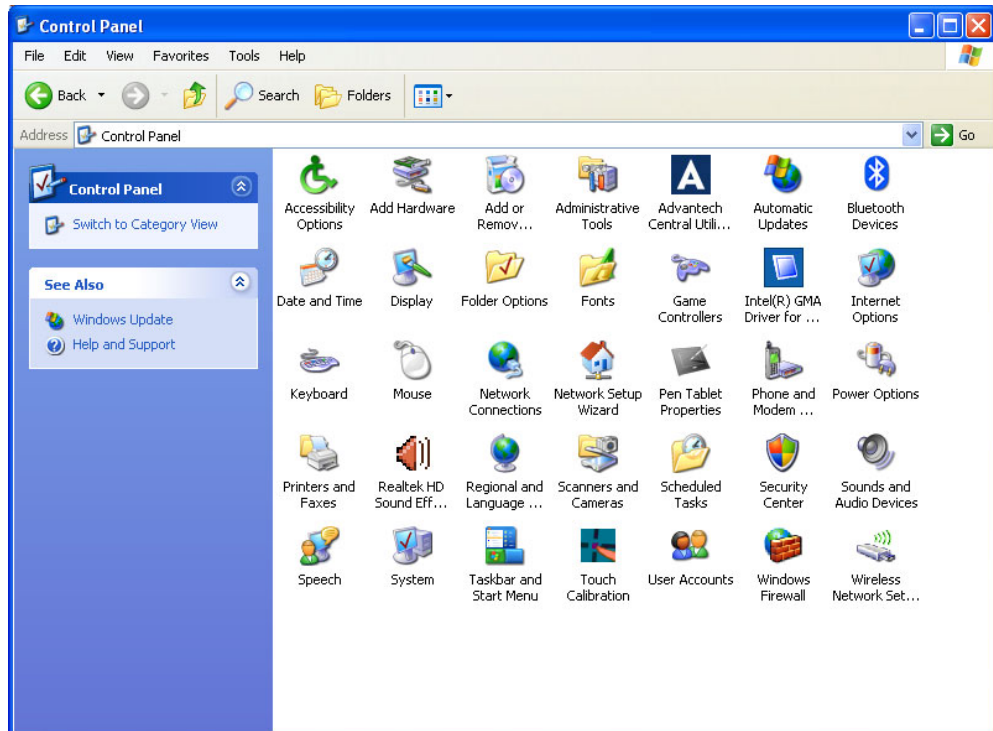 Control Panel
File Edit View Favorites Tools Help
Back Search Folders
Address Control Panel Go
Control Panel
Switch to Category View
See Also
Windows Update
Help and Support
Accessibility Options
Add Hardware
Add or Remov...
Administrative Tools
Advantech Central Utili...
Automatic Updates
Bluetooth Devices
Date and Time
Display
Folder Options
Fonts
Game Controllers
Intel(R) GMA Driver for ...
Internet Options
Keyboard
Mouse
Network Connections
Network Setup Wizard
Pen Tablet Properties
Phone and Modem ...
Power Options
Printers and Faxes
Realtek HD Sound Eff...
Regional and Language ...
Scanners and Cameras
Scheduled Tasks
Security Center
Sounds and Audio Devices
Speech
System
Taskbar and Start Menu
Touch Calibration
User Accounts
Windows Firewall
Wireless Network Set...